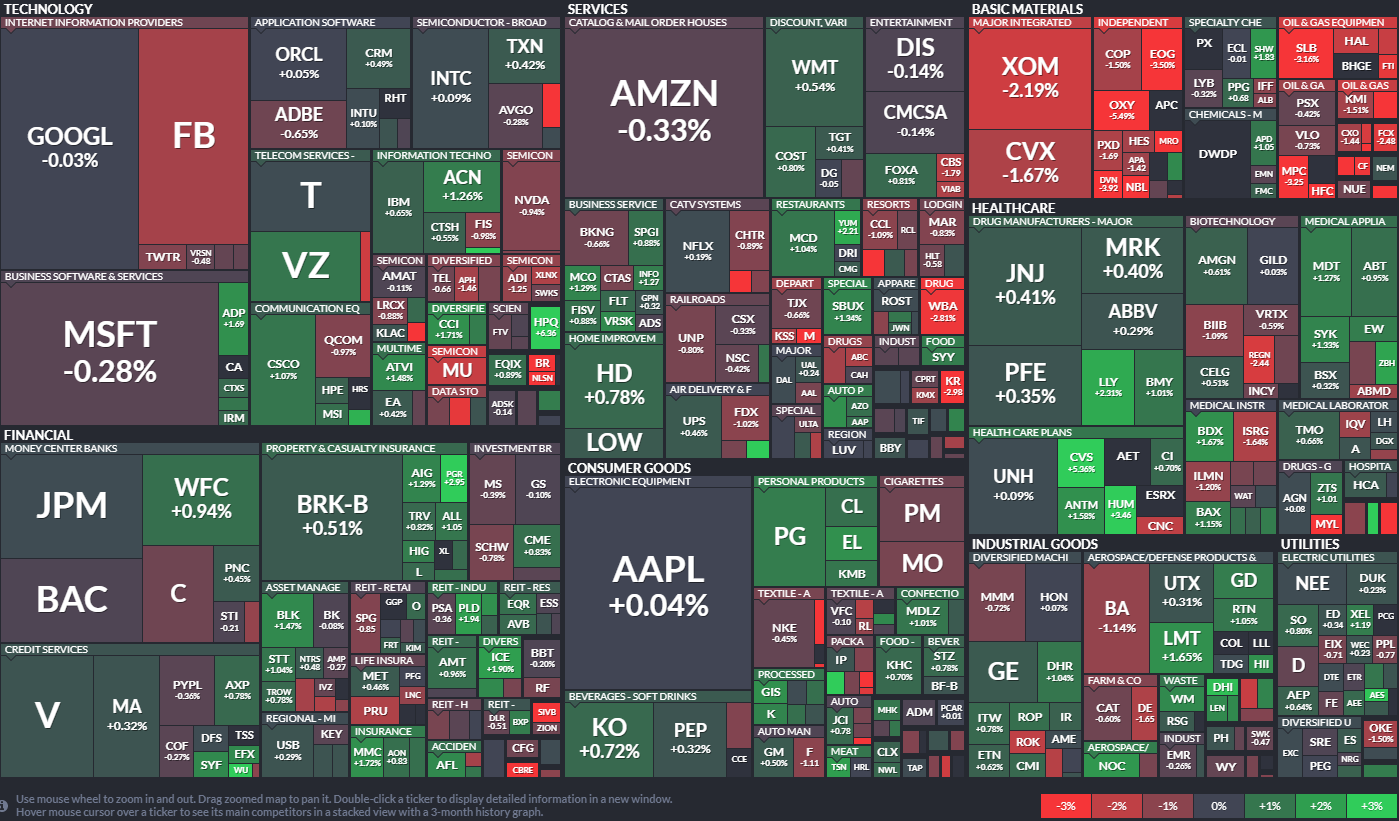 TECHNOLOGY
INFORMATION PROVIDERS
GOOGL
-0.03%
FB
TWTR
VRSN
-0.48
BUSINESS SOFTWARE & SERVICES
MSFT
-0.28%
ADP
+1.69
CA
CTXS
IRM
APPLICATION SOFTWARE
ORCL
+0.05%
CRM
+0.49%
ADBE
-0.65%
INTU
+0.10%
RHT
SEMICONDUCTOR - BROAD
INTC
+0.09%
TXN
+0.42%
AVGO
-0.28%
TELECOM SERVICES -
T
VZ
COMMUNICATION EQ
CSCO
+1.07%
QCOM
-0.97%
HPE
HRS
MSI
INFORMATION TECHNO
IBM
+0.65%
ACN
+1.26%
CTSH
+0.55%
FIS
-0.98%
SEMICON
NVDA
-0.94%
SEMICON
AMAT
-0.11%
LRCX
-0.88%
KLAC
DIVERSIFIED
TEL
-0.66
APH
-1.46
SEMICON
ADI
-1.25
XLNX
SWKS
MULTIME
ATVI
+1.48%
EA
+0.42%
DIVERSIFIE
CCI
+1.71%
SCIEN
FTV
HPQ
+6.36
SEMICON
MU
EQIX
+0.89%
BR
NLSN
DATA STO
ADSK
-0.14
FINANCIAL
MONEY CENTER BANKS
JPM
WFC
+0.94%
BAC
C
PNC
+0.45%
STI
-0.21
CREDIT SERVICES
V
MA
+0.32%
PYPL
-0.36%
AXP
+0.78%
COF
-0.27%
DFS
TSS
SYF
EFX
WU
PROPERTY & CASUALTY INSURANCE
BRK-B
+0.51%
AIG
+1.29%
PGR
+2.95
TRV
+0.82%
ALL
+1.05
HIG
XL
L
INVESTMENT BR
MS
-0.39%
GS
-0.10%
SCHW
-0.78%
CME
+0.83%
ASSET MANAGE
BLK
+1.47%
BK
-0.08%
STT
+1.04%
NTRS
+0.48
AMP
-0.27
TROW
+0.78%
IVZ
REGIONAL - MI
USB
+0.29%
KEY
REIT - RETAI
SPG
-0.85
GGP
O
FRT
KIM
LIFE INSURA
MET
+0.46%
PFG
LNC
PRU
INSURANCE
MMC
+1.72%
AON
+0.83
REIT - INDU
PSA
-0.36
PLD
+1.94
REIT - RES
EQR
ESS
AVB
REIT -
AMT
+0.96%
DIVERS
ICE
+1.90%
BBT
-0.20%
RF
REIT - H
REIT -
DLR
-0.51
BXP
SIVB
ZION
ACCIDEN
AFL
CFG
CBRE
SERVICES
CATALOG & MAIL ORDER HOUSES
AMZN
-0.33%
DISCOUNT, VARI
WMT
+0.54%
COST
+0.80%
TGT
+0.41%
DG
-0.05
ENTERTAINMENT
DIS
-0.14%
CMCSA
-0.14%
FOXA
+0.81%
CBS
-1.79
VIAB
BUSINESS SERVICE
BKNG
-0.66%
SPGI
+0.88%
MCO
+1.29%
CTAS
INFO
+1.27
FISV
+0.88%
FLT
GPN
+0.32
VRSK
ADS
HOME IMPROVEM
HD
+0.78%
LOW
CATV SYSTEMS
NFLX
+0.19%
CHTR
-0.89%
RAILROADS
UNP
-0.80%
CSX
-0.33%
NSC
-0.42%
AIR DELIVERY & F
UPS
+0.46%
FDX
-1.02%
RESTAURANTS
MCD
+1.04%
YUM
+2.21
DRI
CMG
RESORTS
CCL
-1.09%
RCL
LODGIN
MAR
-0.83%
HLT
-0.58
DEPART
TJX
-0.66%
KSS
M
SPECIAL
SBUX
+1.34%
APPARE
ROST
JWN
DRUG
WBA
-2.81%
MAJOR
DAL
UAL
+0.24
AAL
DRUGS
ABC
CAH
INDUST
FOOD
SYY
CPRT
KMX
KR
-2.98
SPECIAL
ULTA
AUTO P
AZO
AAP
TIF
REGION
LUV
BBY
CONSUMER GOODS
ELECTRONIC EQUIPMENT
AAPL
+0.04%
BEVERAGES - SOFT DRINKS
KO
+0.72%
PEP
+0.32%
CCE
PERSONAL PRODUCTS
PG
CL
EL
KMB
CIGARETTES
PM
MO
TEXTILE - A
NKE
-0.45%
TEXTILE - A
VFC
-0.10
RL
CONFECTIO
MDLZ
+1.01%
PACKA
IP
FOOD -
KHC
+0.70%
BEVER
STZ
+0.78%
BF-B
PROCESSED
GIS
K
AUTO
JCI
+0.78
MHK
ADM
PCAR
+0.01
AUTO MAN
GM
+0.50%
F
-1.11
MEAT
TSN
HRL
CLX
NWL
TAP
BASIC MATERIALS
MAJOR INTEGRATED
XOM
-2.19%
CVX
-1.67%
INDEPENDENT
COP
-1.50%
EOG
-3.50%
OXY
-5.49%
APC
PXD
-1.69
HES
MRO
APA
-1.42
DVN
-3.92
NBL
SPECIALTY CHE
PX
ECL
-0.01
SHW
+1.83
LYB
-0.32%
PPG
+0.68
IFF
ALB
CHEMICALS - M
DWDP
APD
+1.05
EMN
FMC
OIL & GAS EQUIPMEN
SLB
-3.16%
HAL
BHGE
FTI
OIL & GA
PSX
-0.42%
VLO
-0.73%
MPC
-3.25
HFC
OIL & GAS
KMI
-1.51%
CXO
-1.44
FCX
-2.48
CF
NEM
NUE
HEALTHCARE
DRUG MANUFACTURERS - MAJOR
JNJ
+0.41%
MRK
+0.40%
ABBV
+0.29%
PFE
+0.35%
LLY
+2.31%
BMY
+1.01%
BIOTECHNOLOGY
AMGN
+0.61%
GILD
+0.03%
BIIB
-1.09%
VRTX
-0.59%
REGN
-2.44
CELG
+0.51%
INCY
MEDICAL APPLIA
MDT
+1.27%
ABT
+0.95%
SYK
+1.33%
EW
ZBH
BSX
+0.32%
ABMD
HEALTH CARE PLANS
UNH
+0.09%
CVS
+5.36%
AET
CI
+0.70%
ANTM
+1.58%
HUM
+3.46
ESRX
CNC
MEDICAL INSTR
BDX
+1.67%
ISRG
-1.64%
ILMN
-1.20%
WAT
BAX
+1.15%
MEDICAL LABORATOR
TMO
+0.66%
IQV
LH
A
DGX
DRUGS - G
AGN
+0.08
ZTS
+1.01
MYL
HOSPITA
HCA
INDUSTRIAL GOODS
DIVERSIFIED MACHI
MMM
-0.72%
HON
+0.07%
GE
DHR
+1.04%
ITW
+0.78%
ROP
IR
ROK
AME
ETN
+0.62%
CMI
AEROSPACE/DEFENSE PRODUCTS &
BA
-1.14%
UTX
+0.31%
GD
LMT
+1.65%
RTN
+1.05%
COL
LLL
TDG
HII
FARM & CO
CAT
-0.60%
DE
-1.65
WASTE
WM
RSG
DHI
LEN
AEROSPACE/
NOC
INDUST
EMR
-0.26%
PH
SWK
-0.47
WY
UTILITIES
ELECTRIC UTILITIES
NEE
DUK
+0.23%
SO
+0.80%
ED
+0.34
XEL
+1.19
PCG
D
EIX
-0.71
WEC
+0.23
PPL
-0.77
DTE
ETR
AEP
+0.64%
FE
AEE
AES
DIVERSIFIED U
EXC
SRE
ES
OKE
-1.50%
PEG
NRG
Use mouse wheel to zoom in and out. Drag zoomed map to pan it. Double-click a ticker to display detailed information in a new window.
Hover mouse cursor over a ticker to see its main competitors in a stacked view with a 3-month history graph.
-3% -2% -1% 0% +1% +2% +3%